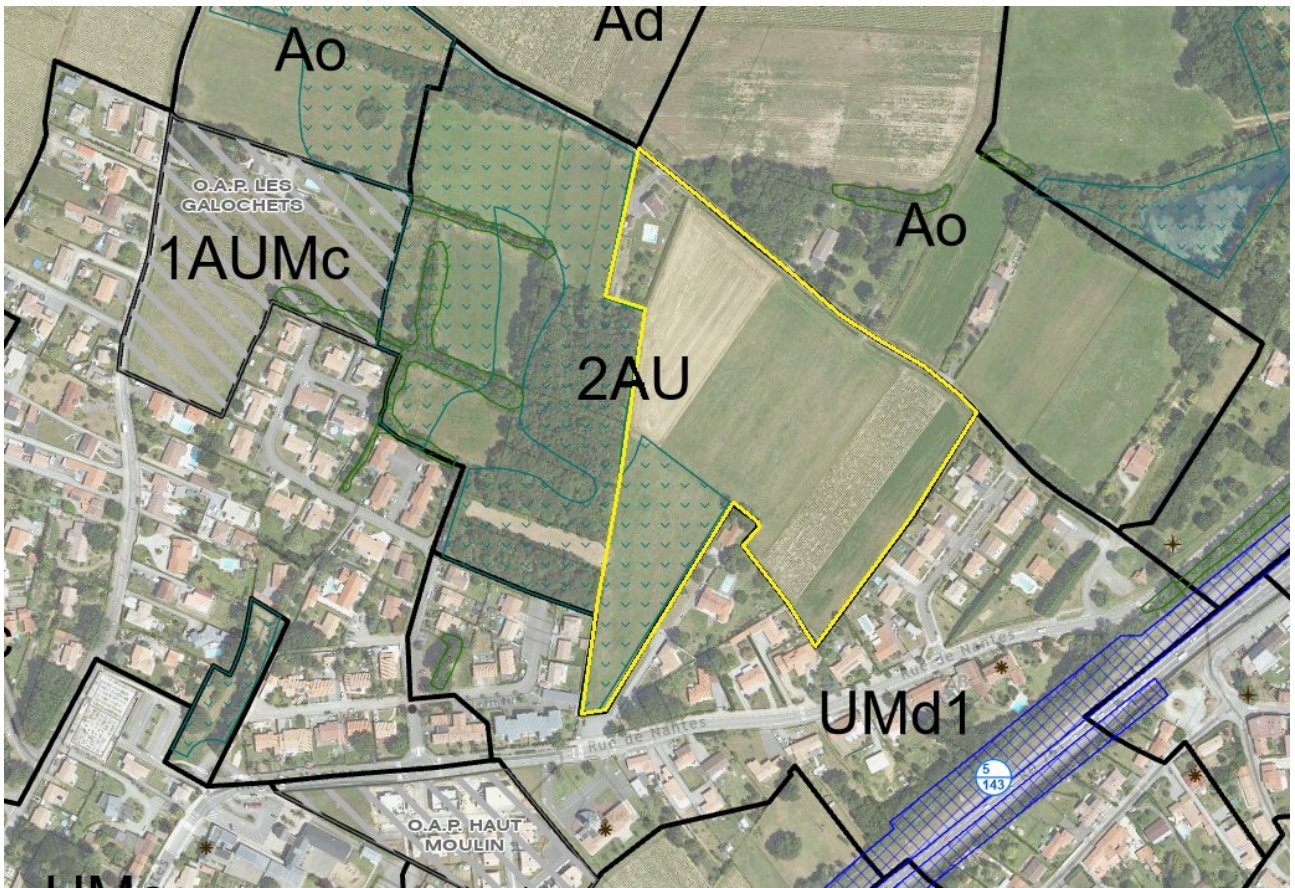 Ad
Ao
O.A.P. LES
GALOCHETS
Ao
1AUMc
2AU
Rue de Nantes
UMd1
Rue de Nantes
5
143
O.A.P. HAUT
MOULIN